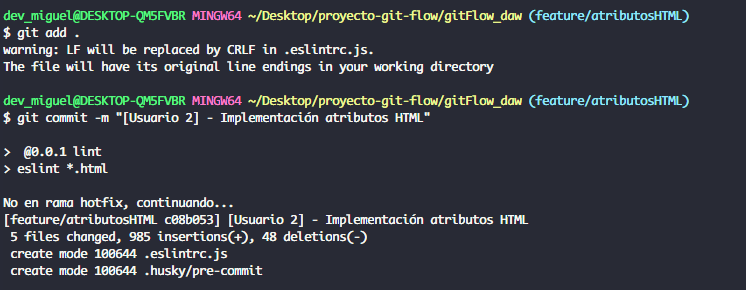 dev_miguel@DESKTOP-QM5FVBR MINGW64 ~/Desktop/proyecto-git-flow/gitFlow_daw (feature/atributosHTML)
$ git add .
warning: LF will be replaced by CRLF in .eslintrc.js.
The file will have its original line endings in your working directory
dev_miguel@DESKTOP-QM5FVBR MINGW64 ~/Desktop/proyecto-git-flow/gitFlow_daw (feature/atributosHTML)
$ git commit -m "[Usuario 2] - Implementación atributos HTML"
>  @0.0.1 lint
> eslint *.html
No en rama hotfix, continuando...
[feature/atributosHTML c08b053] [Usuario 2] - Implementación atributos HTML
 5 files changed, 985 insertions(+), 48 deletions(-)
 create mode 100644 .eslintrc.js
 create mode 100644 .husky/pre-commit